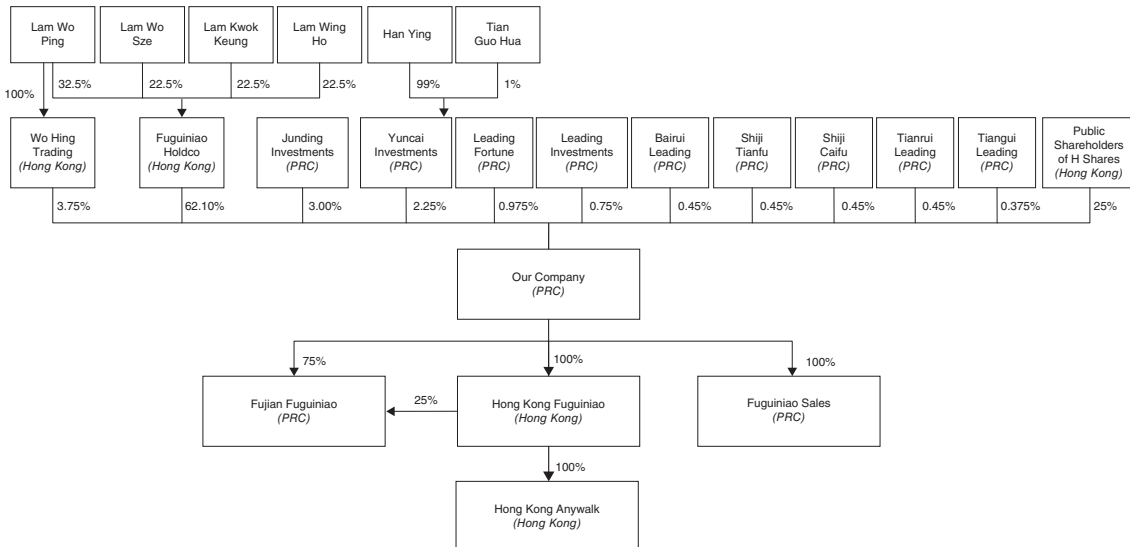 Lam Wo
Ping
Lam Wo
Sze
Lam Kwok
Keung
Lam Wing
Ho
Han Ying
Tian
Guo Hua
100%
32.5%
22.5%
22.5%
22.5%
99%
1%
Wo Hing
Trading
(Hong Kong)
Fuguiniao
Holdco
(Hong Kong)
Junding
Investments
(PRC)
Yuncai
Investments
(PRC)
Leading
Fortune
(PRC)
Leading
Investments
(PRC)
Bairui
Leading
(PRC)
Shiji
Tianfu
(PRC)
Shiji
Caifu
(PRC)
Tianrui
Leading
(PRC)
Tiangui
Leading
(PRC)
Public
Shareholders
of H Shares
(Hong Kong)
3.75%
62.10%
3.00%
2.25%
0.975%
0.75%
0.45%
0.45%
0.45%
0.45%
0.375%
25%
Our Company
(PRC)
75%
100%
100%
Fujian Fuguiniao
(PRC)
25%
Hong Kong Fuguiniao
(Hong Kong)
Fuguiniao Sales
(PRC)
100%
Hong Kong Anywalk
(Hong Kong)